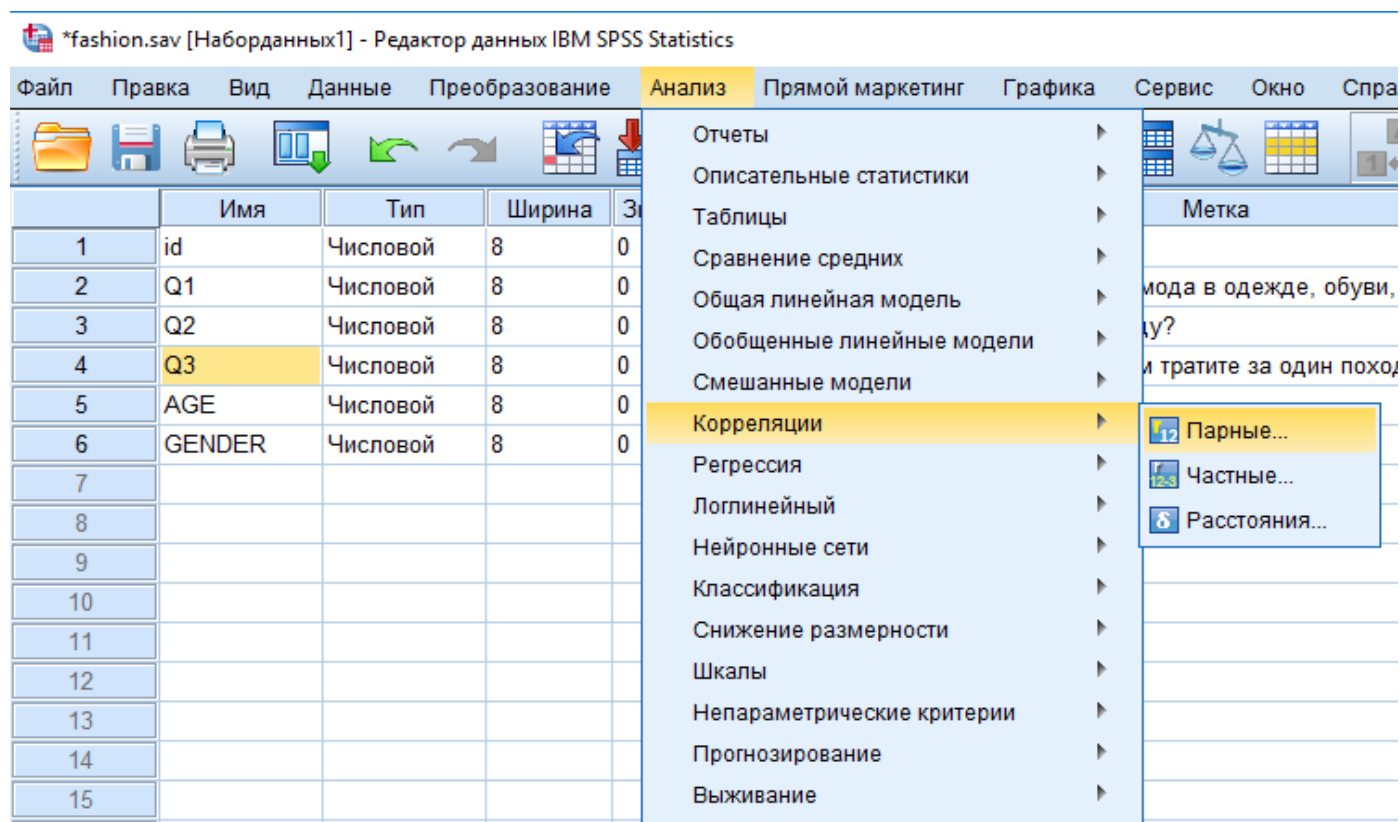 *fashion.sav [Наборданных1] - Редактор данных IBM SPSS Statistics
Файл Правка Вид Данные Преобразование Анализ Прямой маркетинг Графика Сервис Окно Спра
Имя Тип Ширина Зн Метка
1 id Числовой 8 0
2 Q1 Числовой 8 0 мода в одежде, обуви,
3 Q2 Числовой 8 0 ду?
4 Q3 Числовой 8 0 м тратите за один поход
5 AGE Числовой 8 0
6 GENDER Числовой 8 0
7
8
9
10
11
12
13
14
15
Отчеты
Описательные статистики
Таблицы
Сравнение средних
Общая линейная модель
Обобщенные линейные модели
Смешанные модели
Корреляции
Регрессия
Логлинейный
Нейронные сети
Классификация
Снижение размерности
Шкалы
Непараметрические критерии
Прогнозирование
Выживание
Парные...
Частные...
Расстояния...